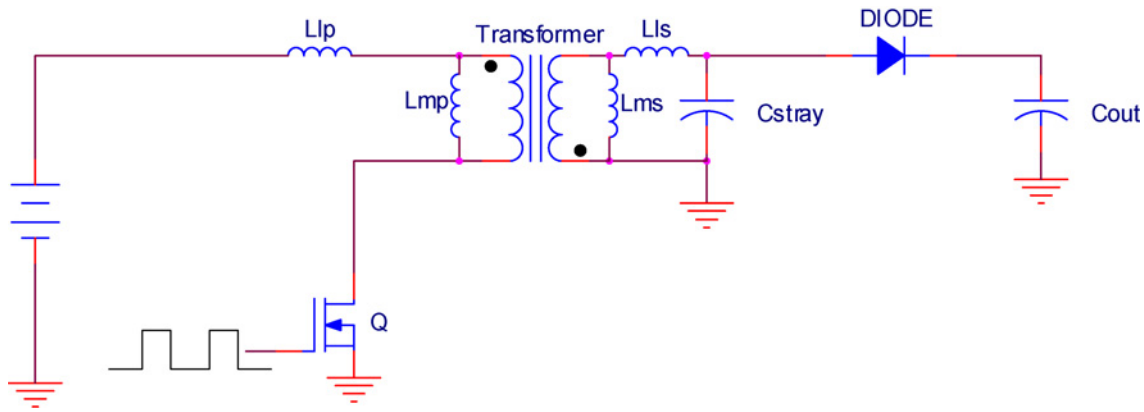 DIODE
Llp
Transformer
Lls
Lmp
Lms
Cstray
Cout
Q